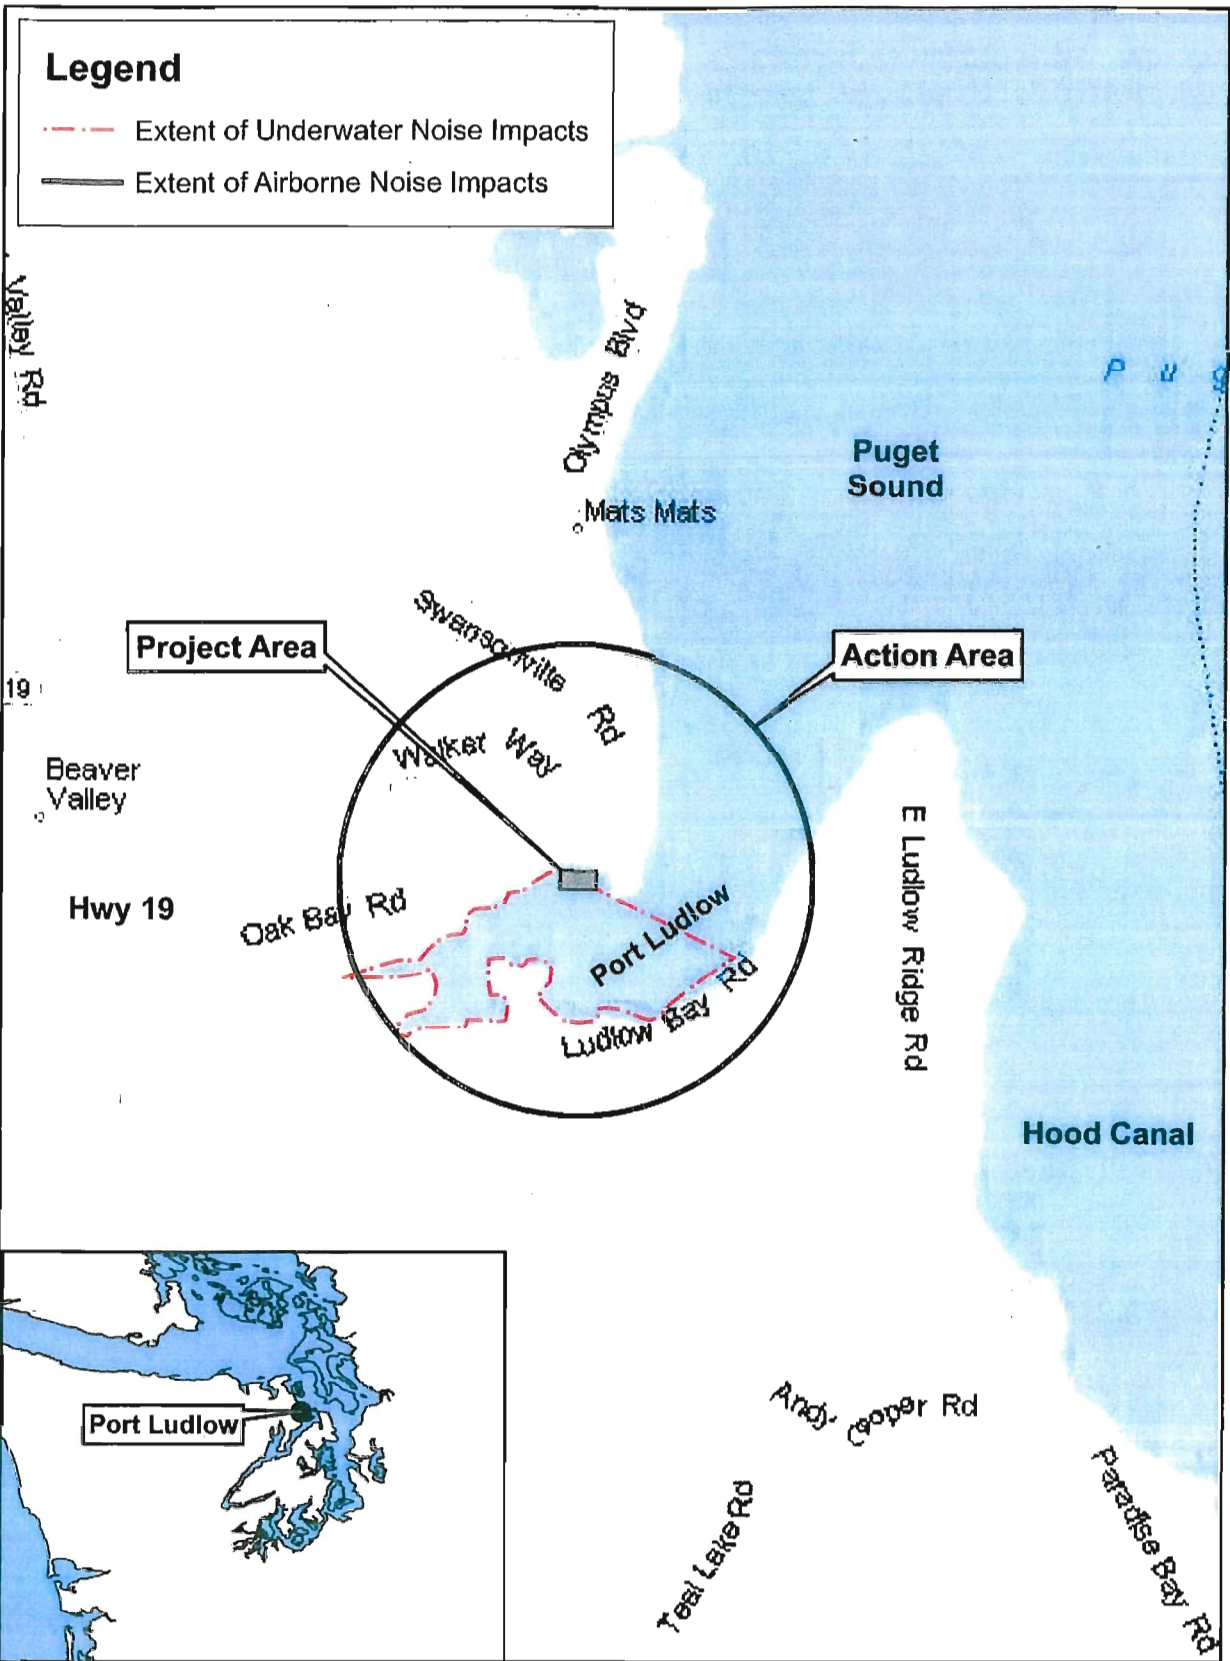 Legend
Extent of Underwater Noise Impacts
Extent of Airborne Noise Impacts
Valley Rd
Olympus Blvd
P u g
Puget
Sound
Mats Mats
Swansonville Rd
Project Area
Action Area
19
Walker Way
Beaver
Valley
E Ludlow Ridge Rd
Hwy 19
Oak Bay Rd
Port Ludlow
Ludlow Bay Rd
Hood Canal
Port Ludlow
Andy Cooper Rd
Teal Lake Rd
Paradise Bay Rd